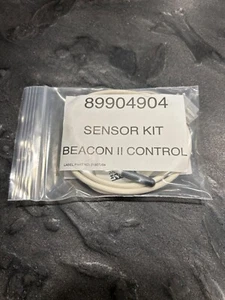 89904904
SENSOR KIT
BEACON II CONTROL